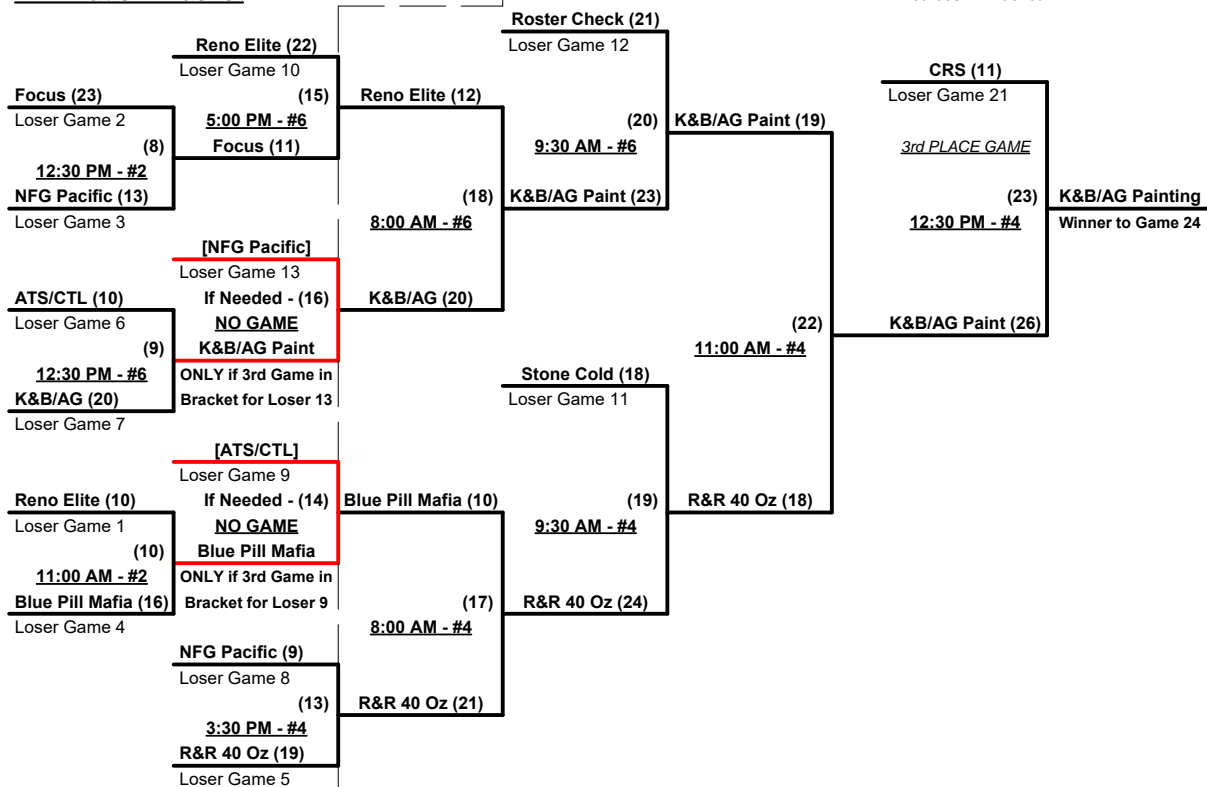 Roster Check (21)
Loser Game 12
Reno Elite (22)
Loser Game 10
(15)
5:00 PM - #6
Focus (11)
Focus (23)
Loser Game 2
(8)
12:30 PM - #2
NFG Pacific (13)
Loser Game 3
Reno Elite (12)
(18)
8:00 AM - #6
K&B/AG (20)
(20)
9:30 AM - #6
K&B/AG Paint (23)
K&B/AG Paint (19)
CRS (11)
Loser Game 21
3rd PLACE GAME
(23)
12:30 PM - #4
K&B/AG Painting
Winner to Game 24
K&B/AG Paint (26)
[NFG Pacific]
Loser Game 13
If Needed - (16)
NO GAME
K&B/AG Paint
ONLY if 3rd Game in
Bracket for Loser 13
ATS/CTL (10)
Loser Game 6
(9)
12:30 PM - #6
K&B/AG (20)
Loser Game 7
(22)
11:00 AM - #4
Stone Cold (18)
Loser Game 11
(19)
9:30 AM - #4
R&R 40 Oz (18)
R&R 40 Oz (24)
[ATS/CTL]
Loser Game 9
If Needed - (14)
NO GAME
Blue Pill Mafia
ONLY if 3rd Game in
Bracket for Loser 9
Blue Pill Mafia (10)
Reno Elite (10)
Loser Game 1
(10)
11:00 AM - #2
Blue Pill Mafia (16)
Loser Game 4
(17)
8:00 AM - #4
R&R 40 Oz (21)
NFG Pacific (9)
Loser Game 8
(13)
3:30 PM - #4
R&R 40 Oz (19)
Loser Game 5